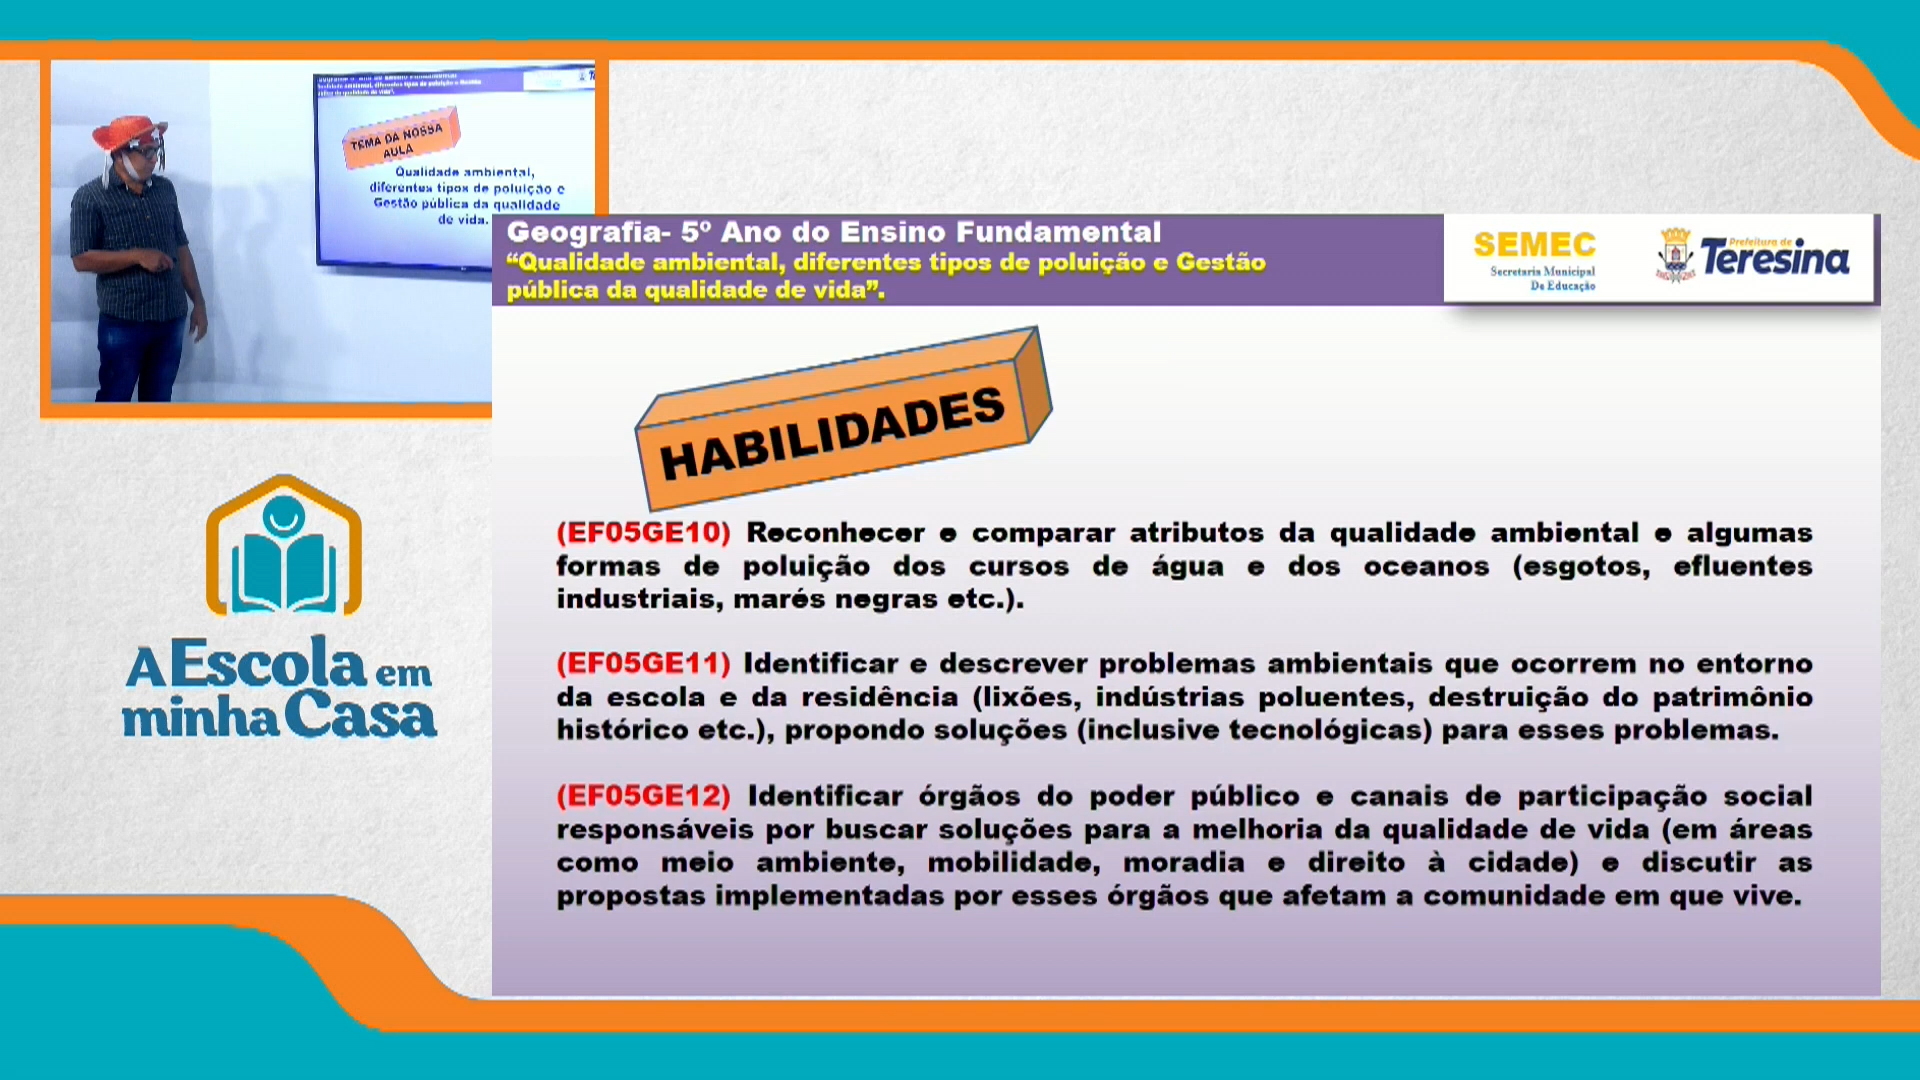 TEMA DA NOSSA
AULA
Qualidade ambiental,
diferentes tipos de poluição e
Gestão pública da qualidade
de vida.
Geografia- 5º Ano do Ensino Fundamental
“Qualidade ambiental, diferentes tipos de poluição e Gestão
pública da qualidade de vida”.
SEMEC
Secretaria Municipal
De Educação
Prefeitura de
Teresina
HABILIDADES
(EF05GE10) Reconhecer e comparar atributos da qualidade ambiental e algumas
formas de poluição dos cursos de água e dos oceanos (esgotos, efluentes
industriais, marés negras etc.).
(EF05GE11) Identificar e descrever problemas ambientais que ocorrem no entorno
da escola e da residência (lixões, indústrias poluentes, destruição do patrimônio
histórico etc.), propondo soluções (inclusive tecnológicas) para esses problemas.
(EF05GE12) Identificar órgãos do poder público e canais de participação social
responsáveis por buscar soluções para a melhoria da qualidade de vida (em áreas
como meio ambiente, mobilidade, moradia e direito à cidade) e discutir as
propostas implementadas por esses órgãos que afetam a comunidade em que vive.
A Escola em
minha Casa